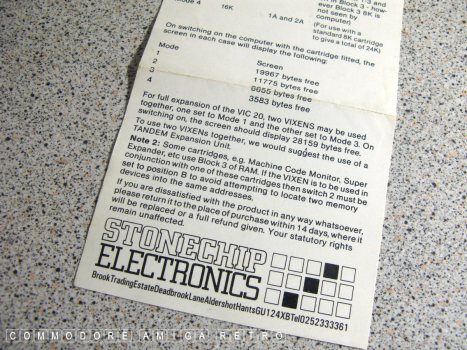 1-3 and
ever Block 3 - how-
ever Block 3 8K is
not seen by
computer)
Mode 4 16K 1A and 2A (For use with a
standard 8K cartridge
to give a total of 24K)
On switching on the computer with the cartridge fitted, the
screen in each case will display the following:
Mode Screen
1 19967 bytes free
2 11775 bytes free
3 6655 bytes free
4 3583 bytes free
For full expansion of the VIC 20, two VIXENS may be used
together, one set to Mode 1 and the other set to Mode 3. On
switching on, the screen should display 28159 bytes free.
To use two VIXENs together, we would suggest the use of a
TANDEM Expansion Unit.
Note 2: Some cartridges, e.g. Machine Code Monitor, Super
Expander, etc use Block 3 of RAM. If the VIXEN is to be used in
conjunction with one of these cartridges then switch 2 must be
set to position B to avoid attempting to locate two memory
devices into the same addresses.
If you are dissatisfied with the product in any way whatsoever,
please return it to the place of purchase within 14 days, where it
will be replaced or a full refund given. Your statutory rights
remain unaffected.
STONECHIP
ELECTRONICS
BrookTradingEstateDeadbrookLaneAldershotHantsGU124XBTel0252333361
COMMODORE AMIGA RETRO